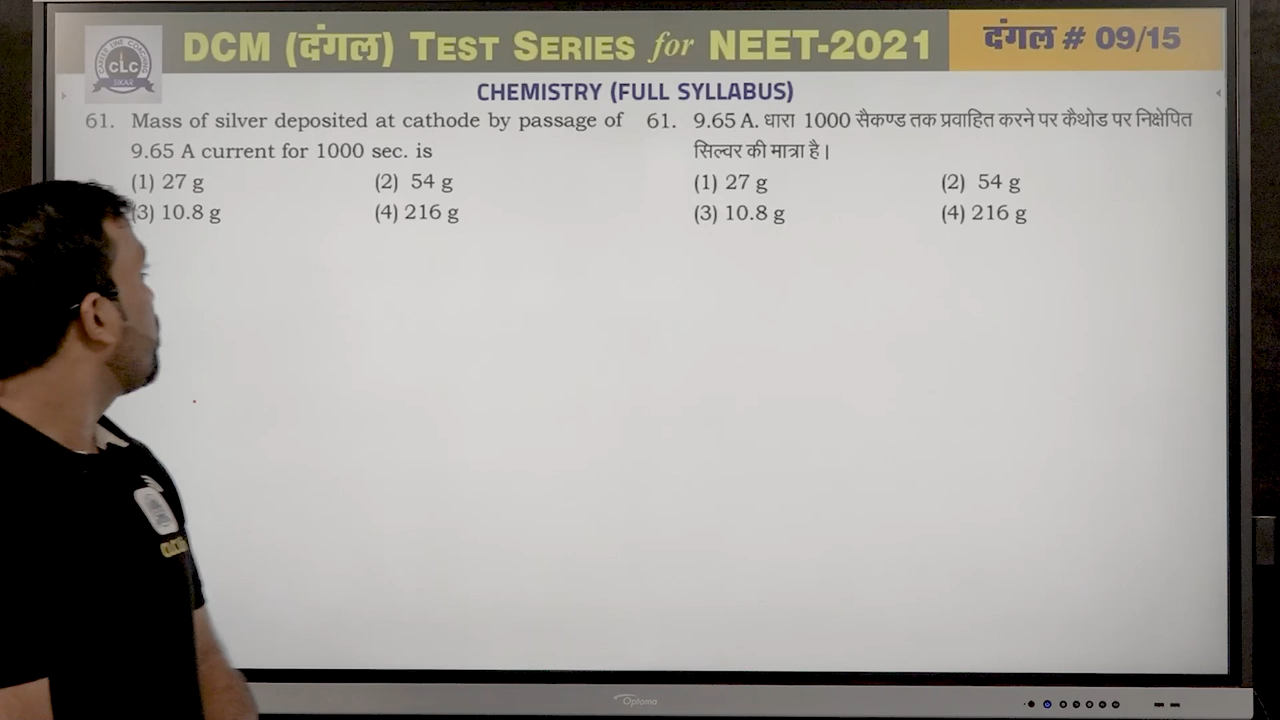 DCM (दंगल) TEST SERIES for NEET-2021
दंगल # 09/15
CLC
SIKAR
CHEMISTRY (FULL SYLLABUS)
61. Mass of silver deposited at cathode by passage of
9.65 A current for 1000 sec. is
(1) 27 g (2) 54 g
(3) 10.8 g (4) 216 g
61. 9.65 A. धारा 1000 सैकण्ड तक प्रवाहित करने पर कैथोड पर निक्षेपित
सिल्वर की मात्रा है।
(1) 27 g (2) 54 g
(3) 10.8 g (4) 216 g
Optoma